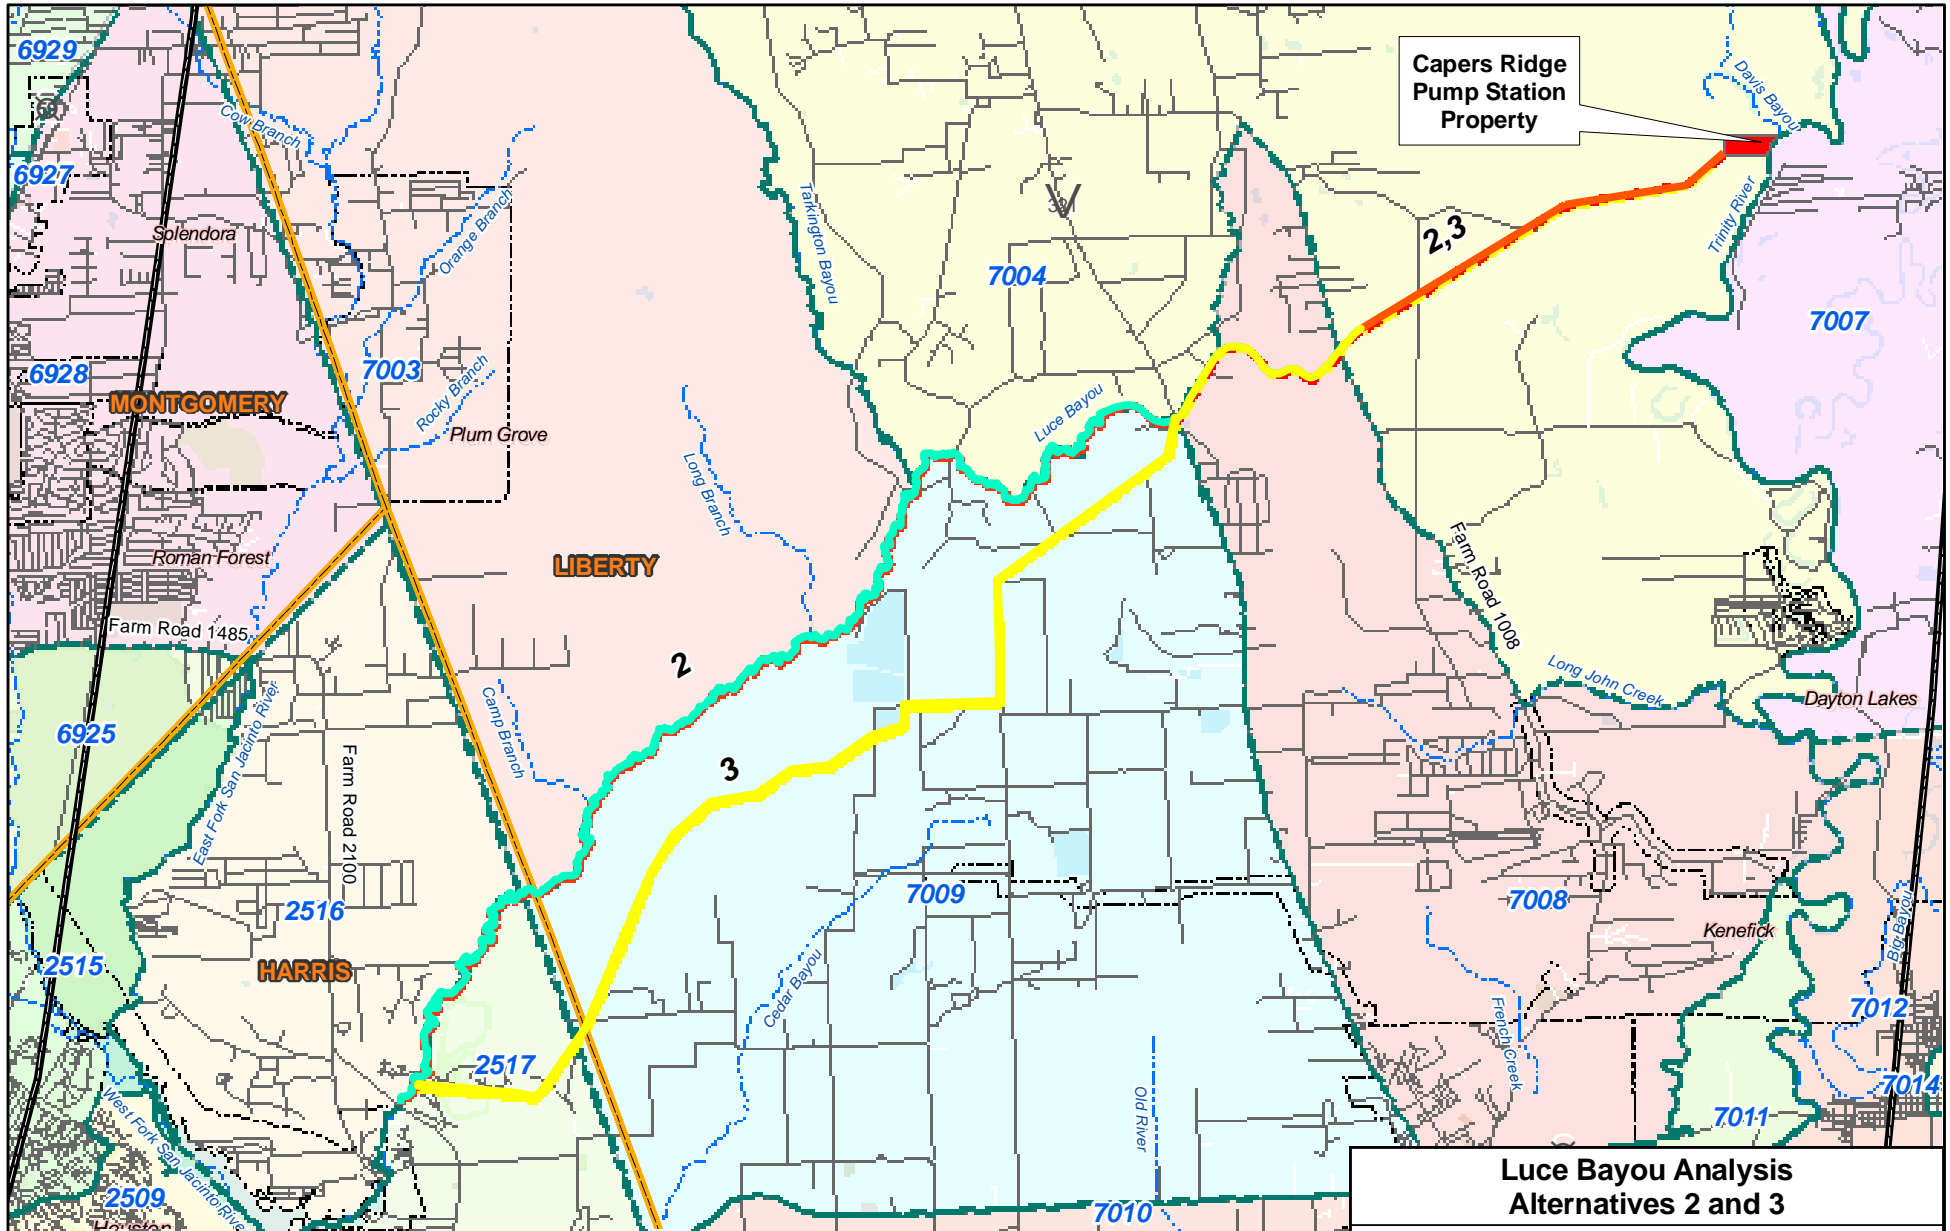 6929
Cow Branch
6927
Splendora
Orange Branch
Tarkington Bayou
7004
2,3
Capers Ridge
Pump Station
Property
Davis Bayou
Trinity River
7007
6928
MONTGOMERY
7003
Rocky Branch
Plum Grove
Long Branch
Luce Bayou
Roman Forest
Farm Road 1485
LIBERTY
Farm Road 1008
Long John Creek
Dayton Lakes
6925
East Fork San Jacinto River
Farm Road 2100
Camp Branch
2
3
2516
2515
HARRIS
7009
Cedar Bayou
7008
Kenefick
Big Bayou
French Creek
7012
7014
2517
Old River
7011
West Fork San Jacinto River
2509
Houston
7010
Luce Bayou Analysis
Alternatives 2 and 3